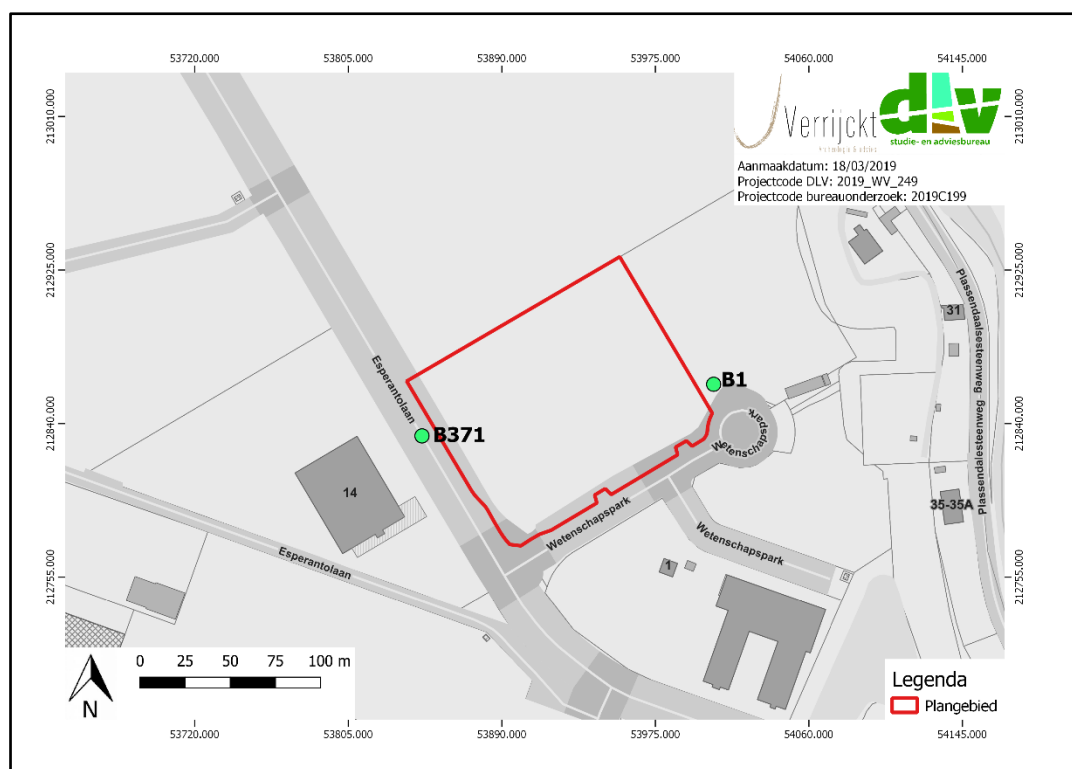 53720.000 53805.000 53890.000 53975.000 54060.000 54145.000
213010.000
213010.000
Verrijckt
dlv
studie- en adviesbureau
Aanmaakdatum: 18/03/2019
Projectcode DLV: 2019_WV_249
Projectcode bureauonderzoek: 2019C199
212925.000
212925.000
Plassendaalsesteenweg
31
Esperantolaan
B1
B371
212840.000
212840.000
Wetenschapspark
Wetenschapspark
14
35-35A
Plassendalesteenweg
Wetenschapspark
Wetenschapspark
Esperantolaan
1
212755.000
212755.000
0 25 50 75 100 m
N
Legenda
Plangebied
53720.000 53805.000 53890.000 53975.000 54060.000 54145.000